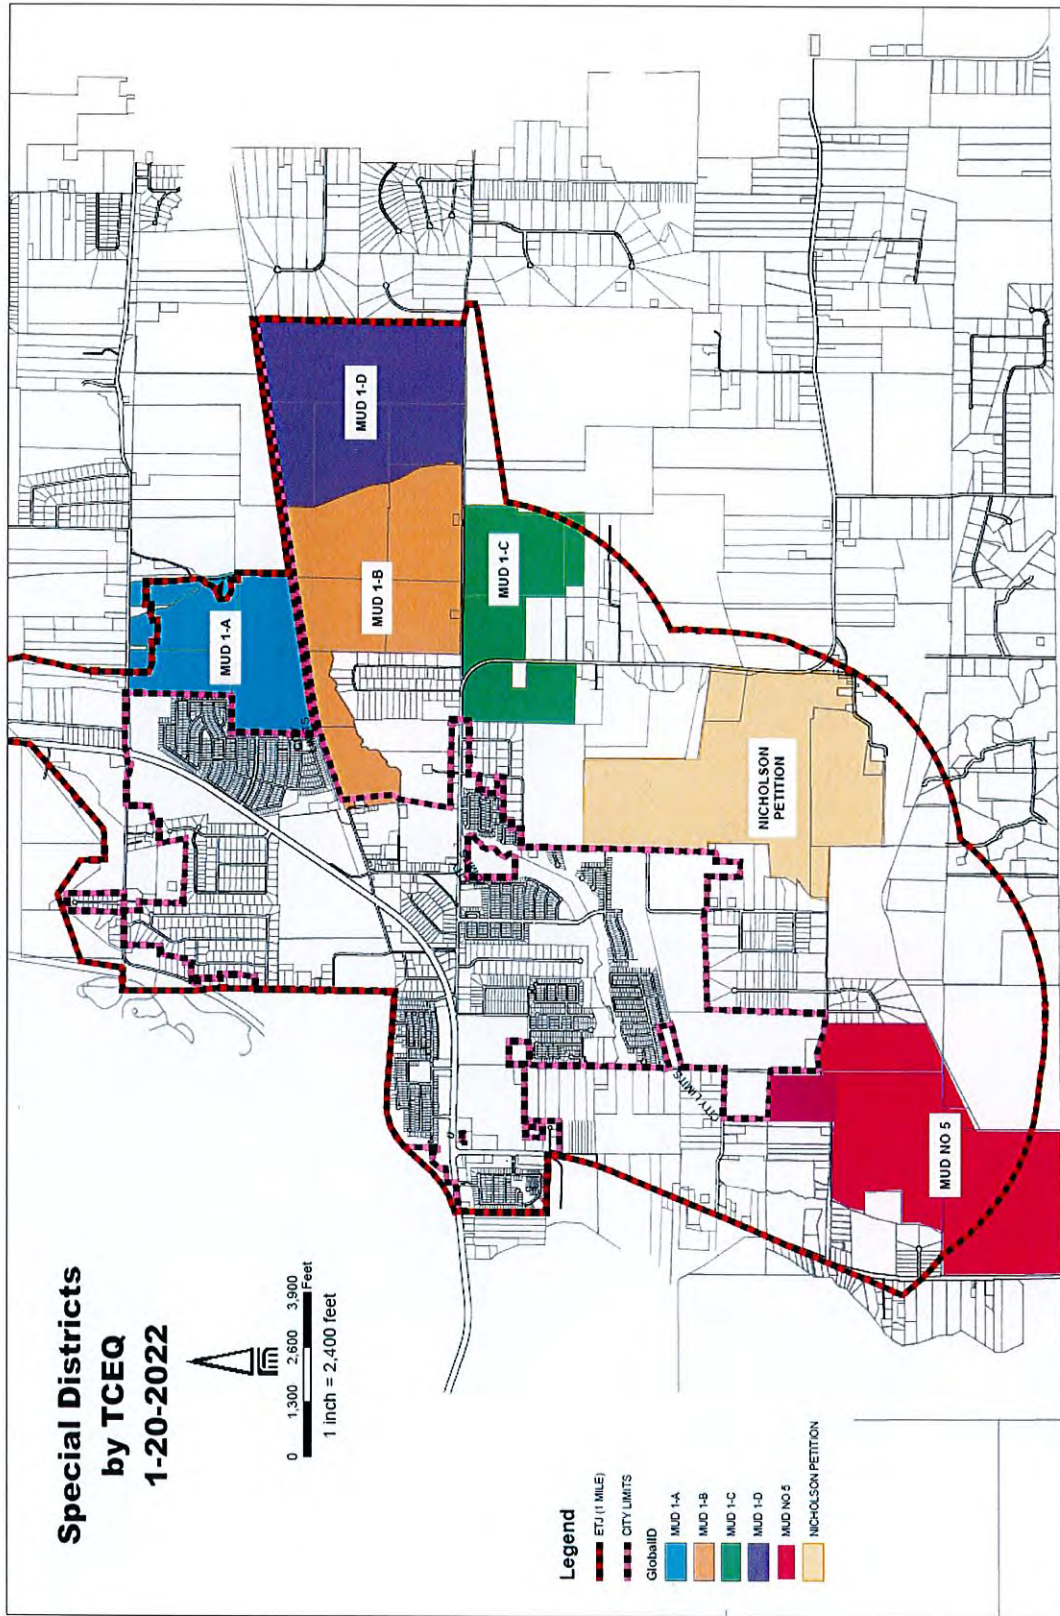 Special Districts
by TCEQ
1-20-2022
0 1,300 2,600 3,900
Feet
1 inch = 2,400 feet
Legend
ETJ (1 MILE)
CITY LIMITS
GlobalID
MUD 1-A
MUD 1-B
MUD 1-C
MUD 1-D
MUD NO 5
NICHOLSON PETITION
MUD 1-A
MUD 1-B
MUD 1-D
MUD 1-C
NICHOLSON
PETITION
MUD NO 5
CITY LIMITS